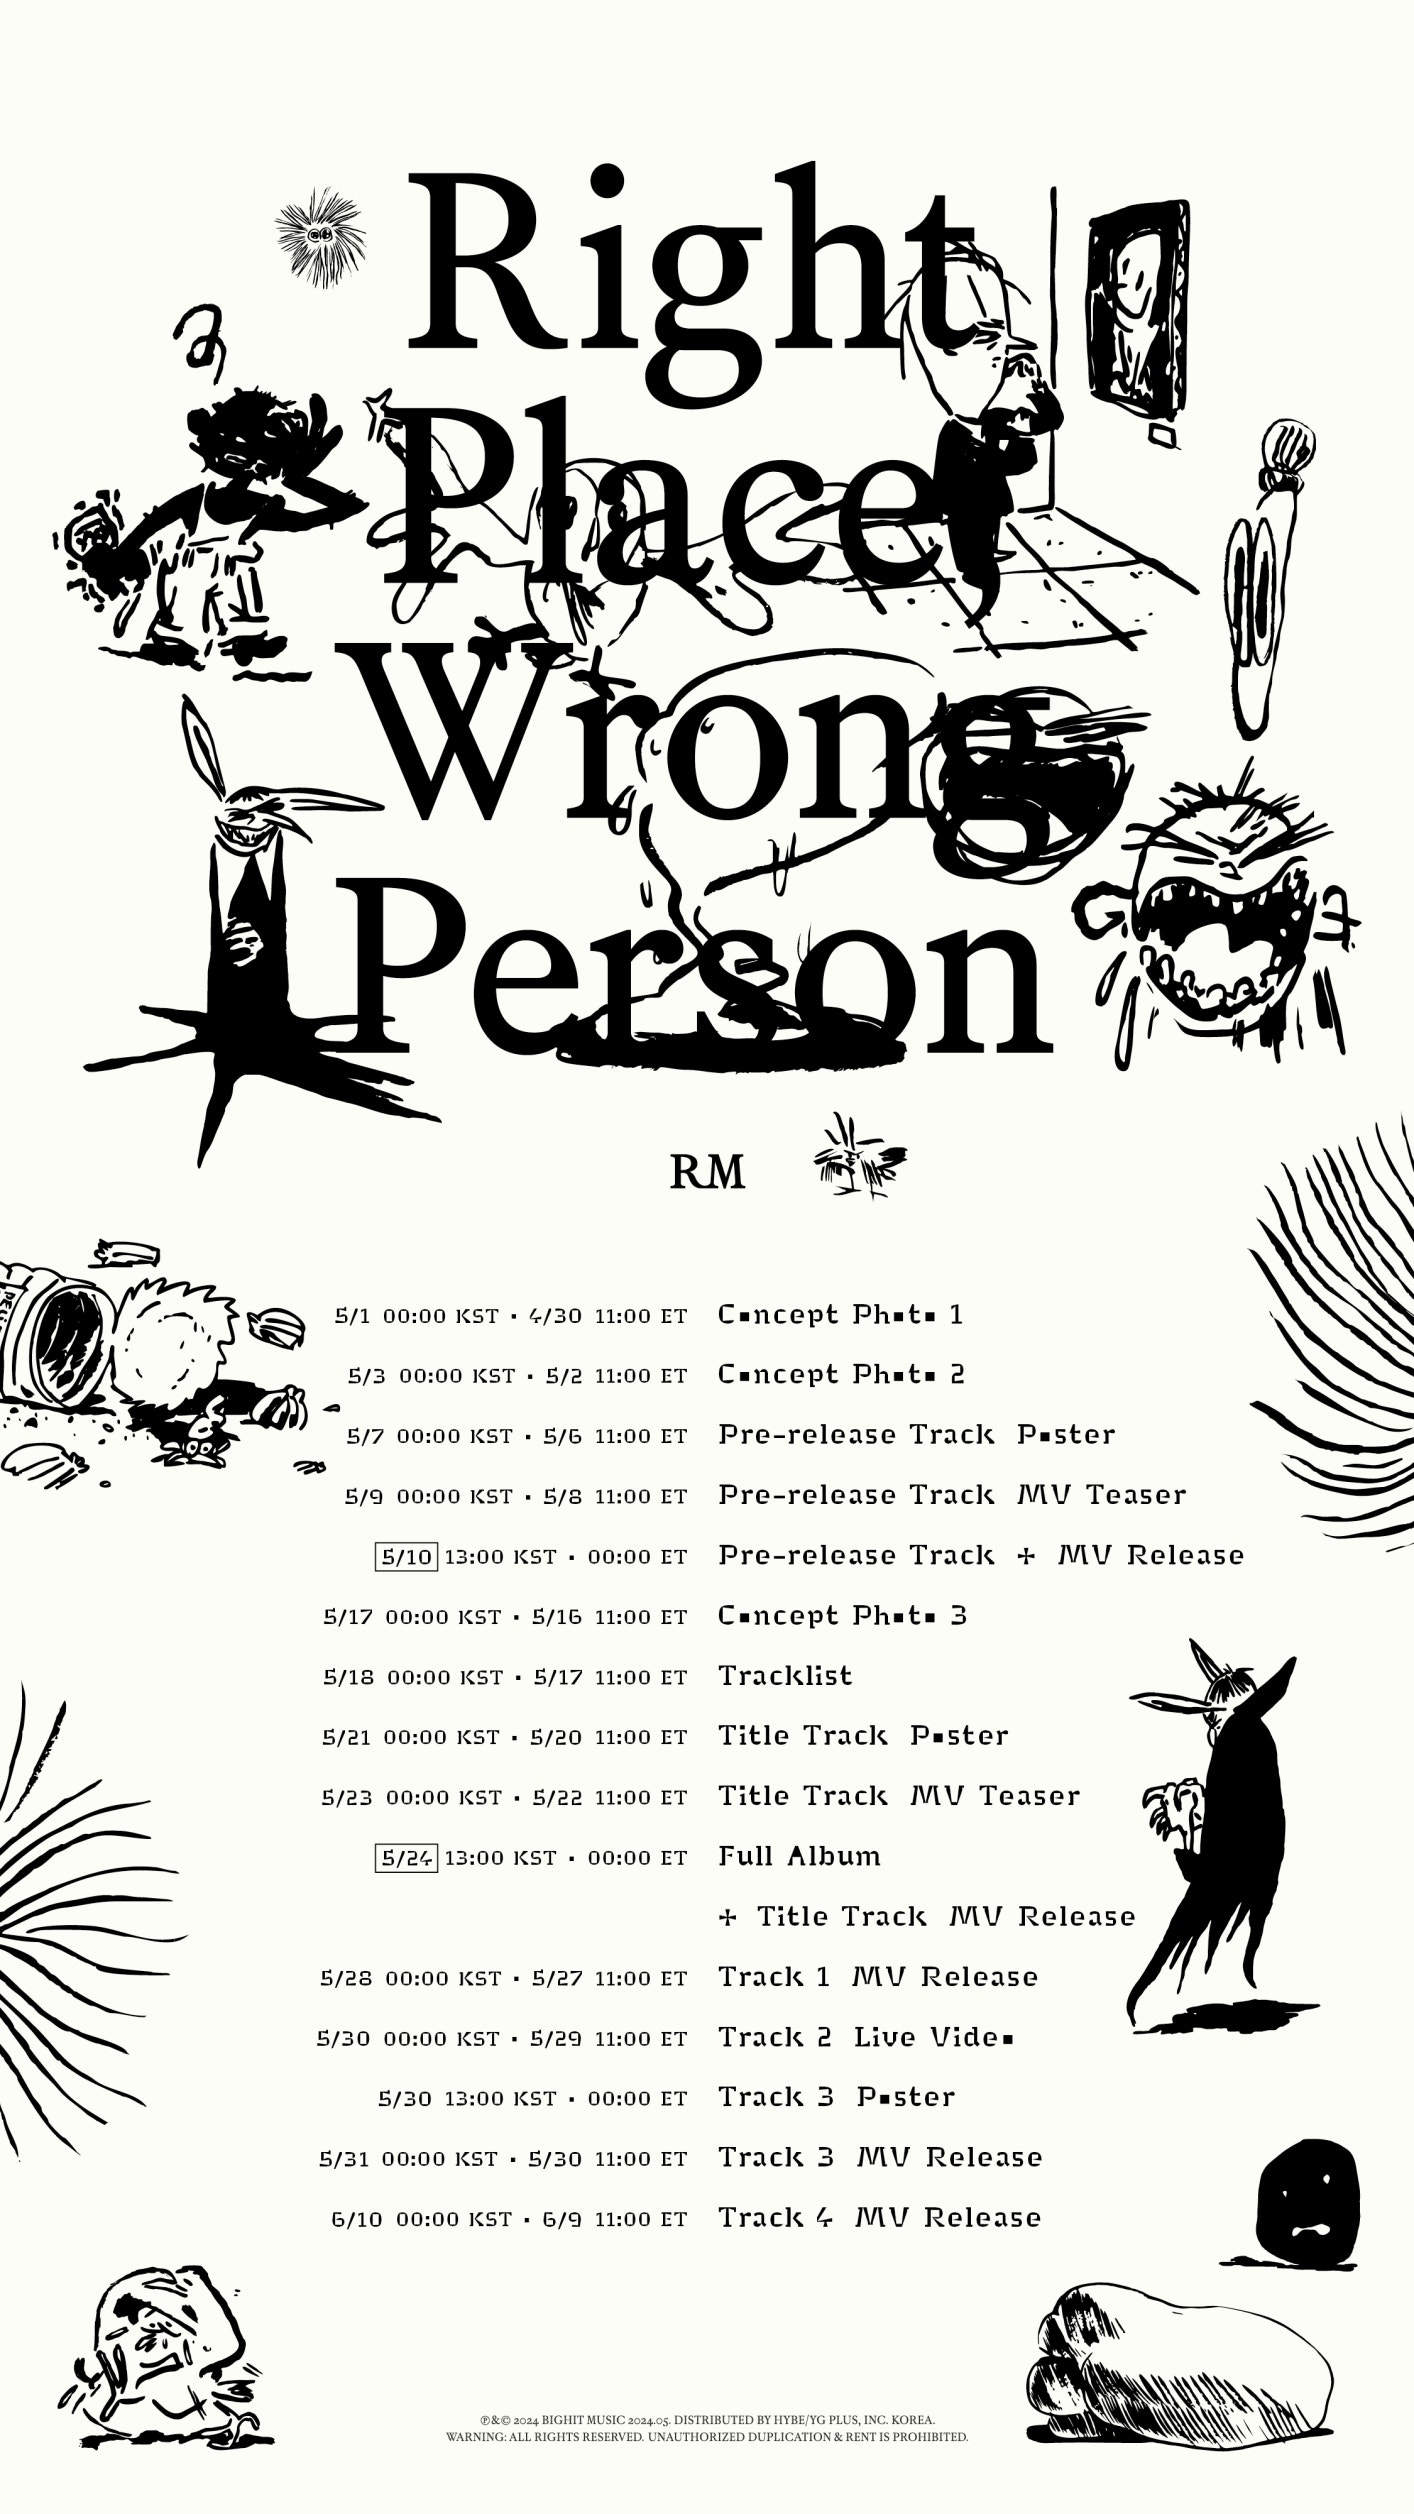 Right
Place
Wrong
Person
RM
5/1 00:00 KST ▪ 4/30 11:00 ET C▪ncept Ph▪t▪ 1
5/3 00:00 KST ▪ 5/2 11:00 ET C▪ncept Ph▪t▪ 2
5/7 00:00 KST ▪ 5/6 11:00 ET Pre-release Track P▪ster
5/9 00:00 KST ▪ 5/8 11:00 ET Pre-release Track MV Teaser
5/10 13:00 KST ▪ 00:00 ET Pre-release Track + MV Release
5/17 00:00 KST ▪ 5/16 11:00 ET C▪ncept Ph▪t▪ 3
5/18 00:00 KST ▪ 5/17 11:00 ET Tracklist
5/21 00:00 KST ▪ 5/20 11:00 ET Title Track P▪ster
5/23 00:00 KST ▪ 5/22 11:00 ET Title Track MV Teaser
5/24 13:00 KST ▪ 00:00 ET Full Album
+ Title Track MV Release
5/28 00:00 KST ▪ 5/27 11:00 ET Track 1 MV Release
5/30 00:00 KST ▪ 5/29 11:00 ET Track 2 Live Vide▪
5/30 13:00 KST ▪ 00:00 ET Track 3 P▪ster
5/31 00:00 KST ▪ 5/30 11:00 ET Track 3 MV Release
6/10 00:00 KST ▪ 6/9 11:00 ET Track 4 MV Release
℗&© 2024 BIGHIT MUSIC 2024.05. DISTRIBUTED BY HYBE/YG PLUS, INC. KOREA.
WARNING: ALL RIGHTS RESERVED. UNAUTHORIZED DUPLICATION & RENT IS PROHIBITED.